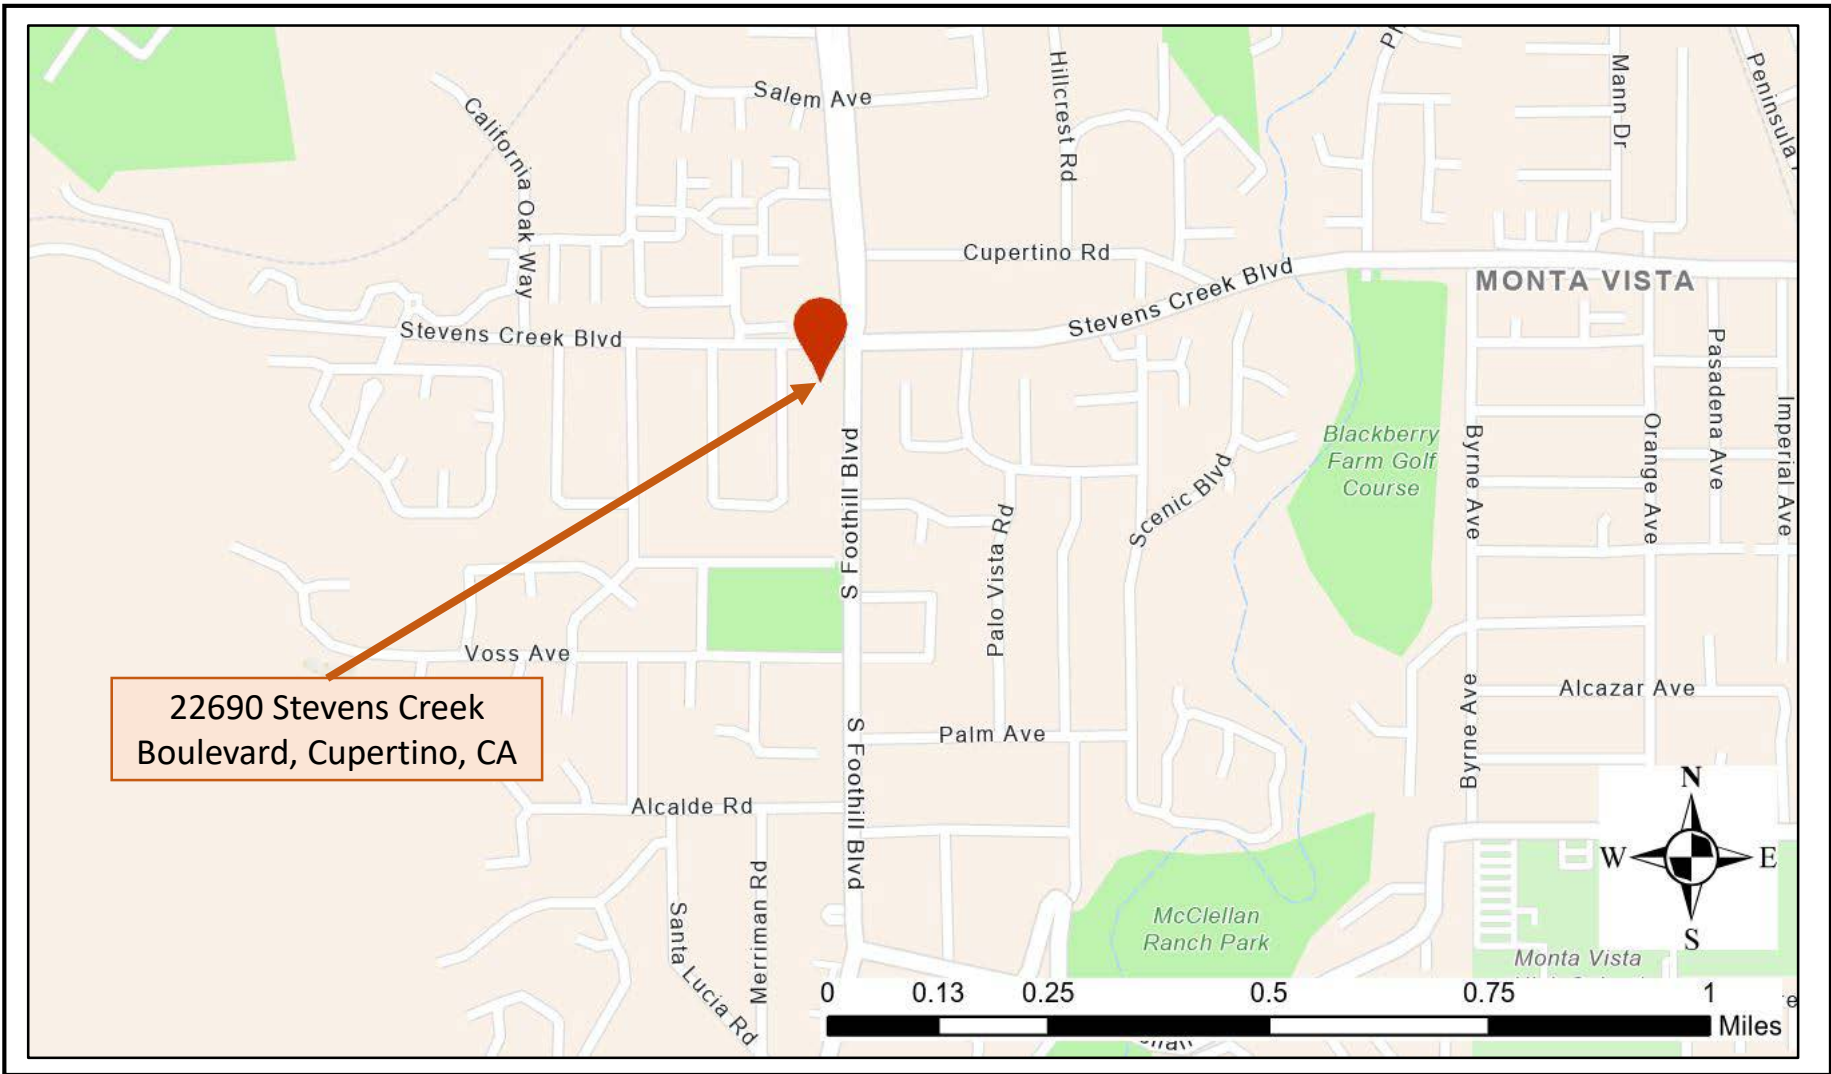 Salem Ave
Hillcrest Rd
Mann Dr
Peninsula
California Oak Way
Cupertino Rd
Stevens Creek Blvd
MONTA VISTA
Stevens Creek Blvd
Pasadena Ave
Imperial Ave
Orange Ave
Byrne Ave
Blackberry
Farm Golf
Course
S Foothill Blvd
Scenic Blvd
Palo Vista Rd
Voss Ave
22690 Stevens Creek
Boulevard, Cupertino, CA
Alcazar Ave
Byrne Ave
Palm Ave
S Foothill Blvd
Alcalde Rd
Merriman Rd
Santa Lucia Rd
McClellan
Ranch Park
N
W
E
S
Monta Vista
0 0.13 0.25 0.5 0.75 1
Miles